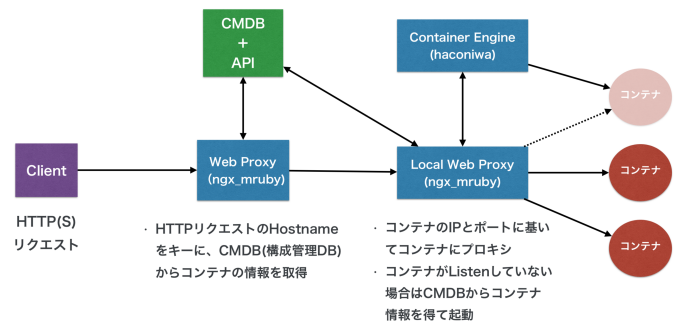 CMDB
+
API
Container Engine
(haconiwa)
コンテナ
Client
Web Proxy
(ngx_mruby)
Local Web Proxy
(ngx_mruby)
コンテナ
コンテナ
HTTP(S)
リクエスト
・ HTTPリクエストのHostname
をキーに、CMDB(構成管理DB)
からコンテナの情報を取得
・ コンテナのIPとポートに基い
てコンテナにプロキシ
・ コンテナがListenしていない
場合はCMDBからコンテナ
情報を得て起動